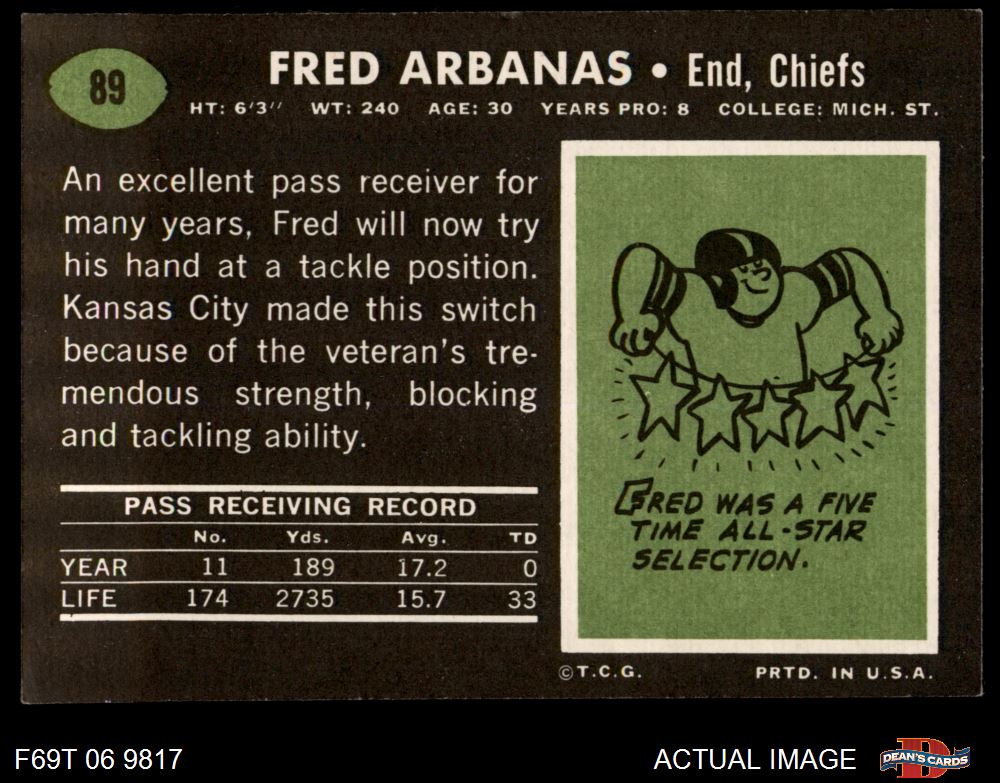 89
FRED ARBANAS • End, Chiefs
HT: 6'3'' WT: 240 AGE: 30 YEARS PRO: 8 COLLEGE: MICH. ST.
An excellent pass receiver for
many years, Fred will now try
his hand at a tackle position.
Kansas City made this switch
because of the veteran's tre-
mendous strength, blocking
and tackling ability.
PASS RECEIVING RECORD
No. Yds. Avg. TD
YEAR 11 189 17.2 0
LIFE 174 2735 15.7 33
FRED WAS A FIVE
TIME ALL-STAR
SELECTION.
©T.C.G. PRTD. IN U.S.A.
F69T 06 9817 ACTUAL IMAGE
D
DEAN'S CARDS